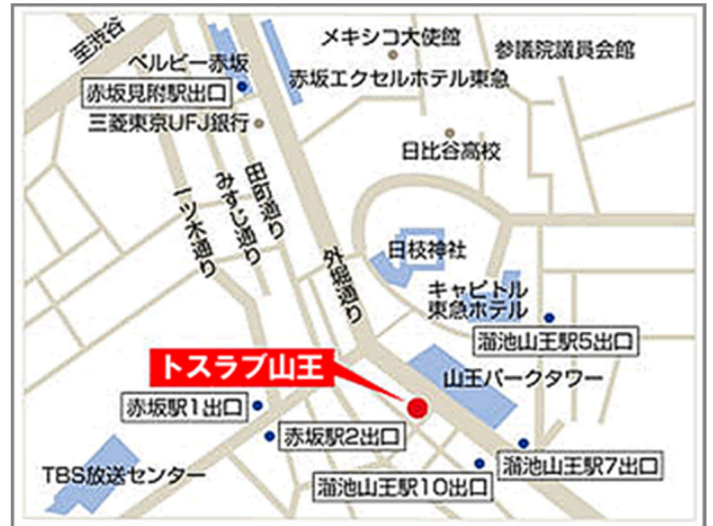 至渋谷
メキシコ大使館
参議院議員会館
ベルビー赤坂
赤坂エクセルホテル東急
赤坂見附駅出口
三菱東京UFJ銀行
日比谷高校
田町通り
みすじ通り
一ツ木通り
外堀通り
日枝神社
キャピトル
東急ホテル
溜池山王駅5出口
トスラブ山王
山王パークタワー
赤坂駅1出口
赤坂駅2出口
TBS放送センター
溜池山王駅7出口
溜池山王駅10出口